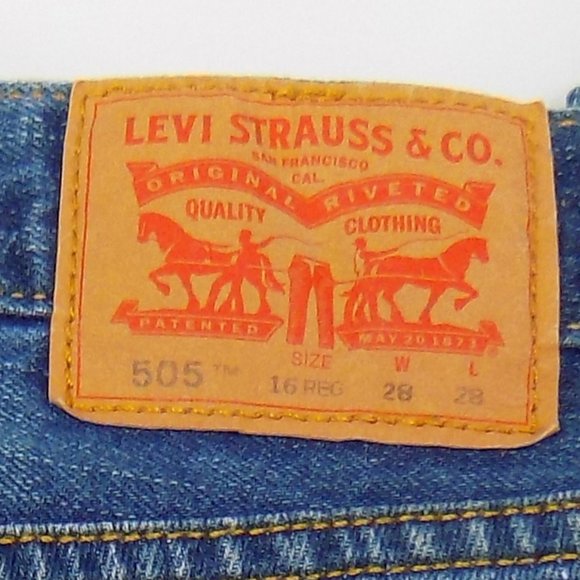 LEVI STRAUSS & CO.
SAN FRANCISCO
CAL.
ORIGINAL RIVETED
QUALITY CLOTHING
PATENTED MAY 20 1873
SIZE W L
505™ 16 REG 28 28